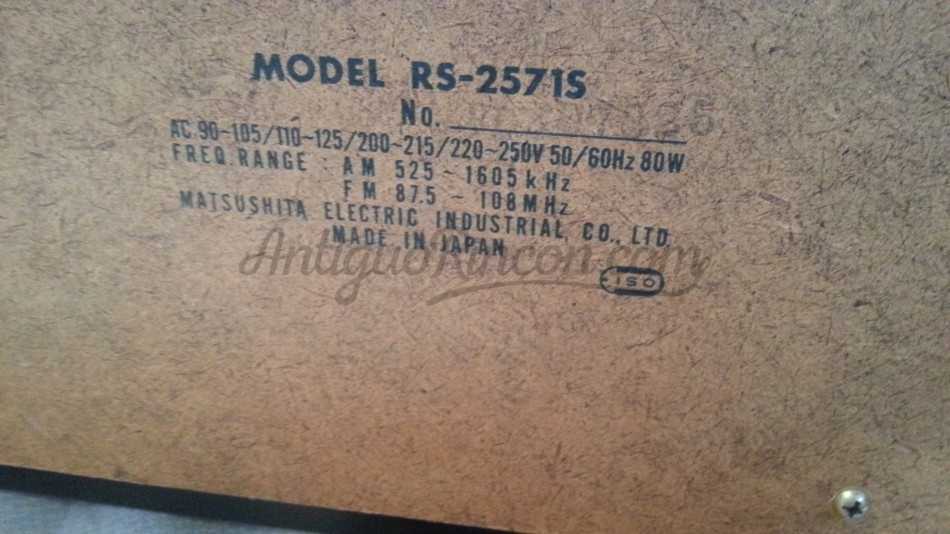 MODEL RS-2571S
No.
AC 90~105/110~125/200~215/220~250V 50/60Hz 80W
FREQ. RANGE : AM 525 ~ 1605 kHz
FM 87.5 - 108 MHz
MATSUSHITA ELECTRIC INDUSTRIAL CO., LTD.
MADE IN JAPAN
AntiguoRincon.com
ISO